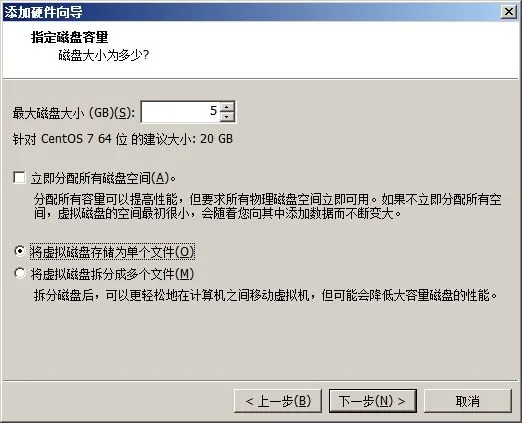 添加硬件向导
指定磁盘容量
磁盘大小为多少?
最大磁盘大小 (GB)(S): 5
针对 CentOS 7 64 位 的建议大小: 20 GB
立即分配所有磁盘空间(A)。
分配所有容量可以提高性能，但要求所有物理磁盘空间立即可用。如果不立即分配所有空
间，虚拟磁盘的空间最初很小，会随着您向其中添加数据而不断变大。
将虚拟磁盘存储为单个文件(O)
将虚拟磁盘拆分成多个文件(M)
拆分磁盘后，可以更轻松地在计算机之间移动虚拟机，但可能会降低大容量磁盘的性能。
< 上一步(B) 下一步(N) > 取消